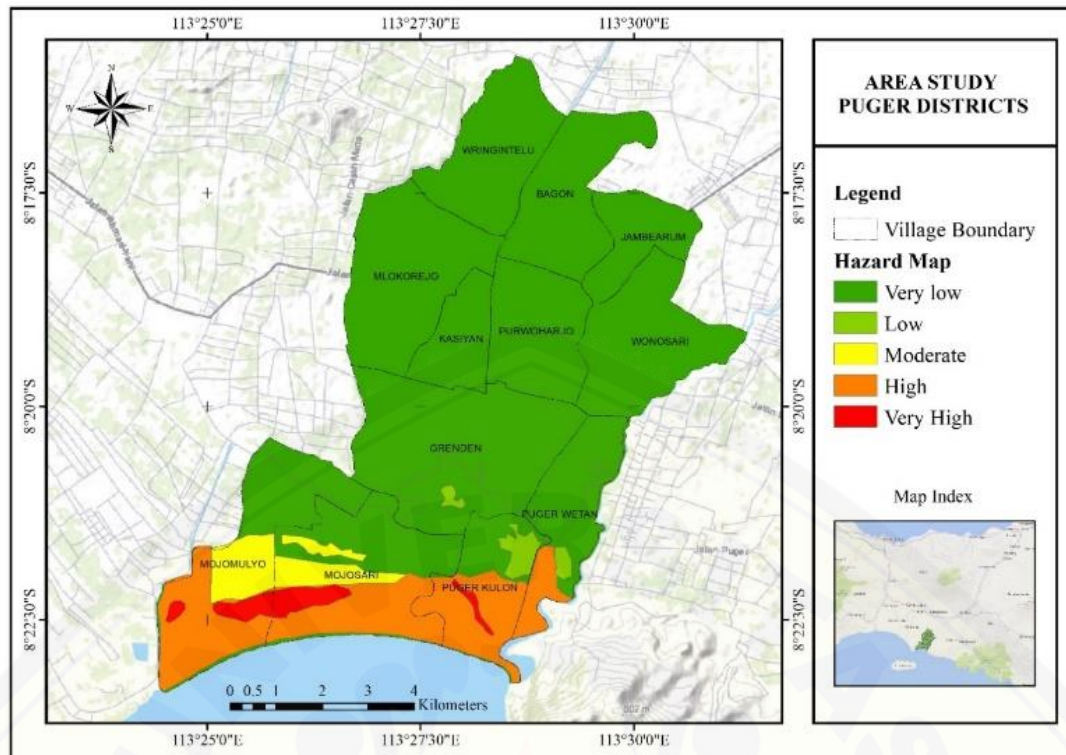 113°25'0"E 113°27'30"E 113°30'0"E
N
W E
S
8°17'30"S
8°20'0"S
8°22'30"S
WRINGINTELU
BAGON
JAMBEARUM
MLOKOREJO
KASIYAN
PURWOHARJO
WONOSARI
GRENDEN
PUGER WETAN
MOJOMULYO
MOJOSARI
PUGER KULON
Jalan
Jalan Puger
0 0.5 1 2 3 4
Kilometers
113°25'0"E 113°27'30"E 113°30'0"E
8°17'30"S
8°20'0"S
8°22'30"S
AREA STUDY
PUGER DISTRICTS
Legend
Village Boundary
Hazard Map
Very low
Low
Moderate
High
Very High
Map Index